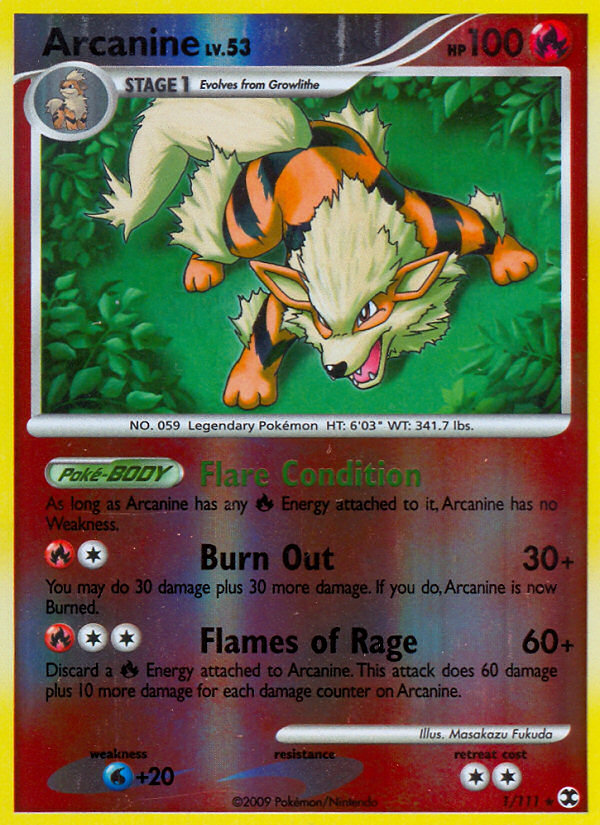 Arcanine LV.53
HP 100
STAGE 1 Evolves from Growlithe
NO. 059 Legendary Pokémon HT: 6'03" WT: 341.7 lbs.
Poké-BODY Flare Condition
As long as Arcanine has any Energy attached to it, Arcanine has no
Weakness.
Burn Out 30+
You may do 30 damage plus 30 more damage. If you do, Arcanine is now
Burned.
Flames of Rage 60+
Discard a Energy attached to Arcanine. This attack does 60 damage
plus 10 more damage for each damage counter on Arcanine.
Illus. Masakazu Fukuda
weakness resistance retreat cost
+20
©2009 Pokémon/Nintendo 1/111 ★